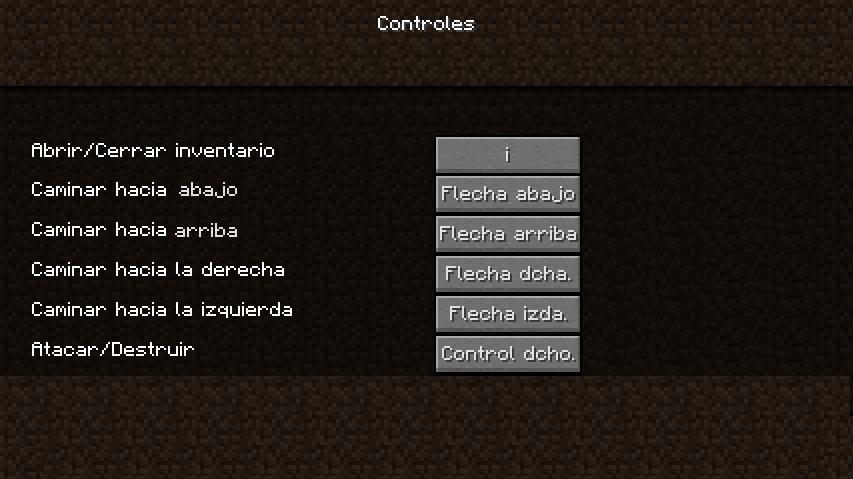 Controles
Abrir/Cerrar inventario i
Caminar hacia abajo Flecha abajo
Caminar hacia arriba Flecha arriba
Caminar hacia la derecha Flecha dcha.
Caminar hacia la izquierda Flecha izda.
Atacar/Destruir Control dcho.